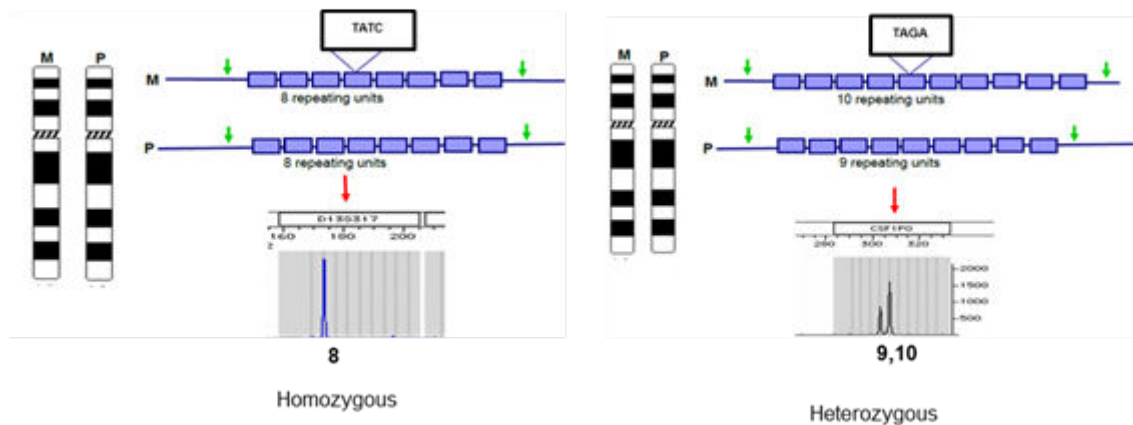 TATC
M P
M
8 repeating units
P
8 repeating units
D13S317
160 180 200
8
Homozygous
TAGA
M P
M
10 repeating units
P
9 repeating units
CSF1PO
280 300 320
2000
1500
1000
500
9,10
Heterozygous